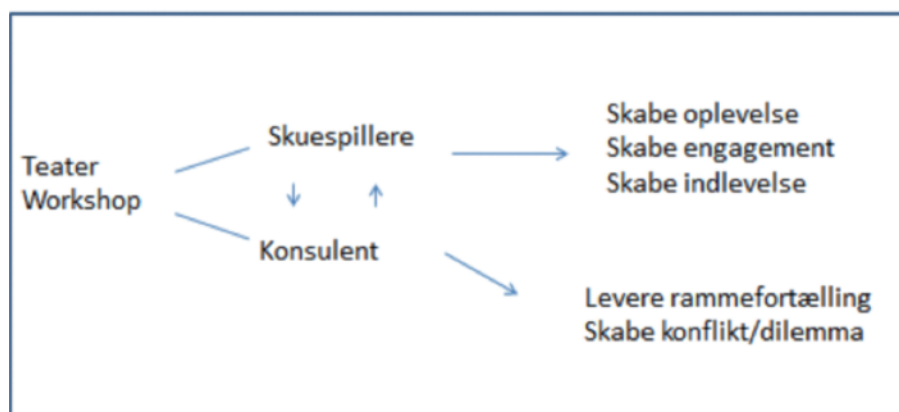 Teater
Workshop
Skuespillere
Konsulent
Skabe oplevelse
Skabe engagement
Skabe indlevelse
Levere rammefortælling
Skabe konflikt/dilemma